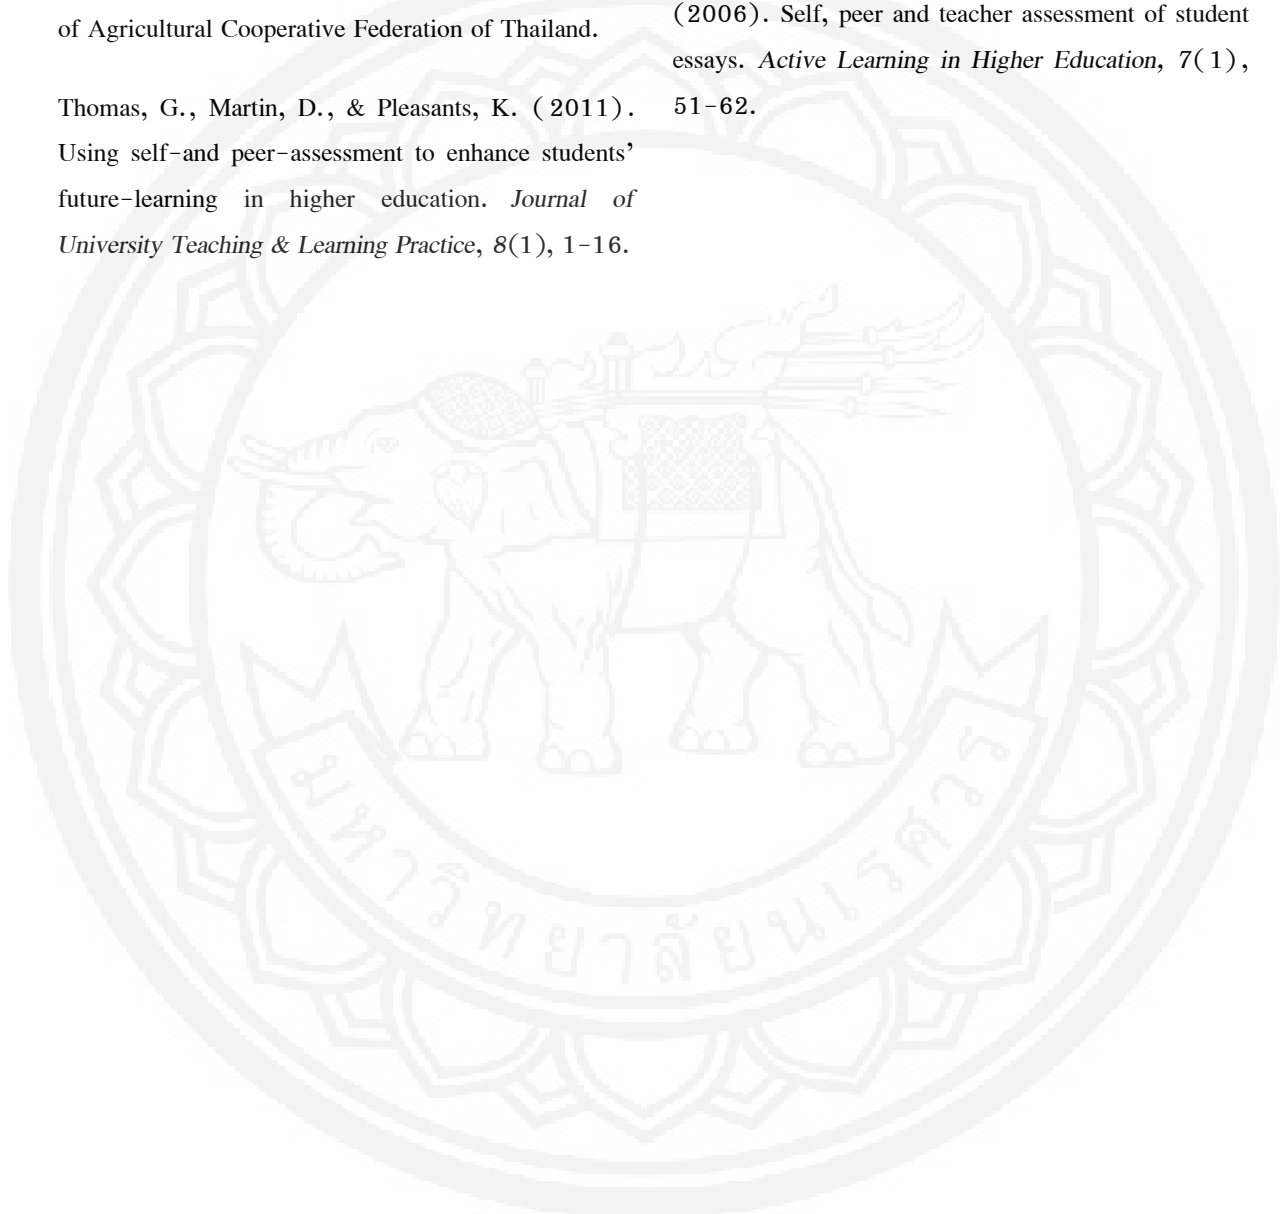 of Agricultural Cooperative Federation of Thailand.
Thomas, G., Martin, D., & Pleasants, K. (2011).
Using self-and peer-assessment to enhance students’
future-learning in higher education. Journal of
University Teaching & Learning Practice, 8(1), 1-16.
(2006). Self, peer and teacher assessment of student
essays. Active Learning in Higher Education, 7(1),
51-62.
มหาวิทยาลัยนเรศวร